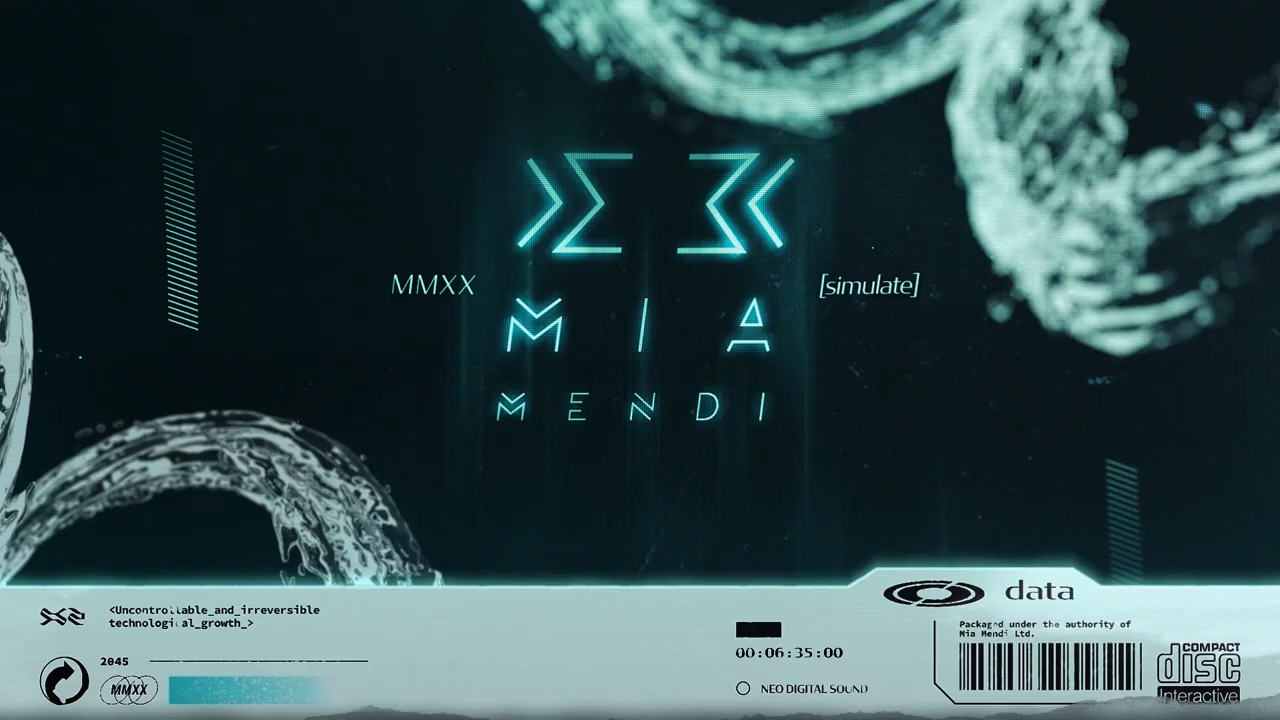 MMXX
[simulate]
MIA
MENDI
data
<Uncontrollable_and_irreversible
technological_growth_>
Packaged under the authority of
Mia Mendi Ltd.
00:06:35:00
2045
MMXX
NEO DIGITAL SOUND
COMPACT
disc
Interactive